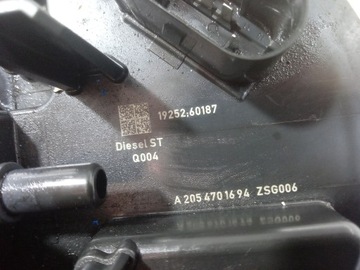 19252,60187
Diesel ST
Q004
A 205 470 16 94 ZSG006